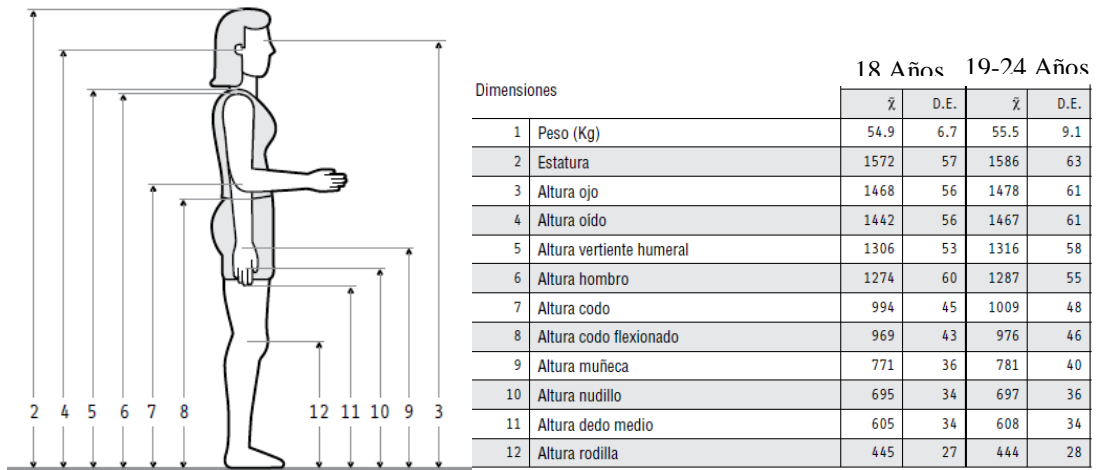 2 4 5 6 7 8 12 11 10 9 3
18 Años 19-24 Años
Dimensiones x̃ D.E. x̃ D.E.
1 Peso (Kg) 54.9 6.7 55.5 9.1
2 Estatura 1572 57 1586 63
3 Altura ojo 1468 56 1478 61
4 Altura oído 1442 56 1467 61
5 Altura vertiente humeral 1306 53 1316 58
6 Altura hombro 1274 60 1287 55
7 Altura codo 994 45 1009 48
8 Altura codo flexionado 969 43 976 46
9 Altura muñeca 771 36 781 40
10 Altura nudillo 695 34 697 36
11 Altura dedo medio 605 34 608 34
12 Altura rodilla 445 27 444 28